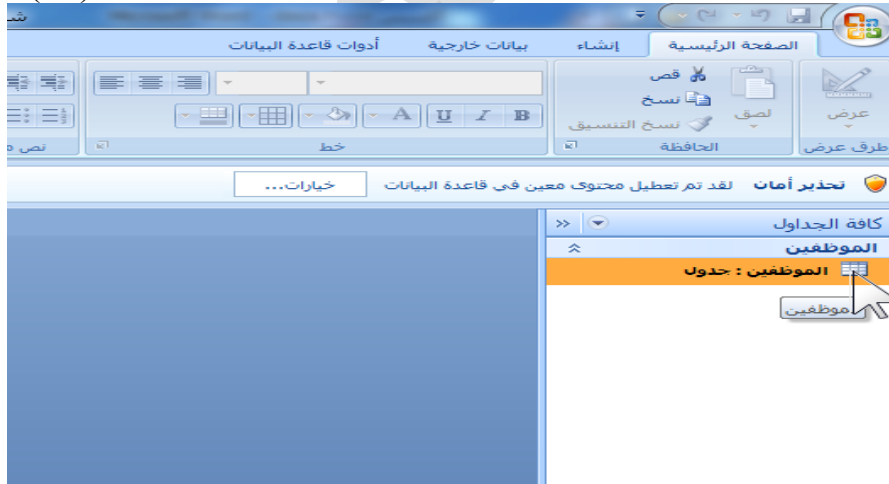 الصفحة الرئيسية إنشاء بيانات خارجية أدوات قاعدة البيانات
عرض
لصق
قص
نسخ
نسخ التنسيق
B I U A
طرق عرض الحافظة خط
تحذير أمان لقد تم تعطيل محتوى معين في قاعدة البيانات خيارات...
كافة الجداول
الموظفين
الموظفين : جدول